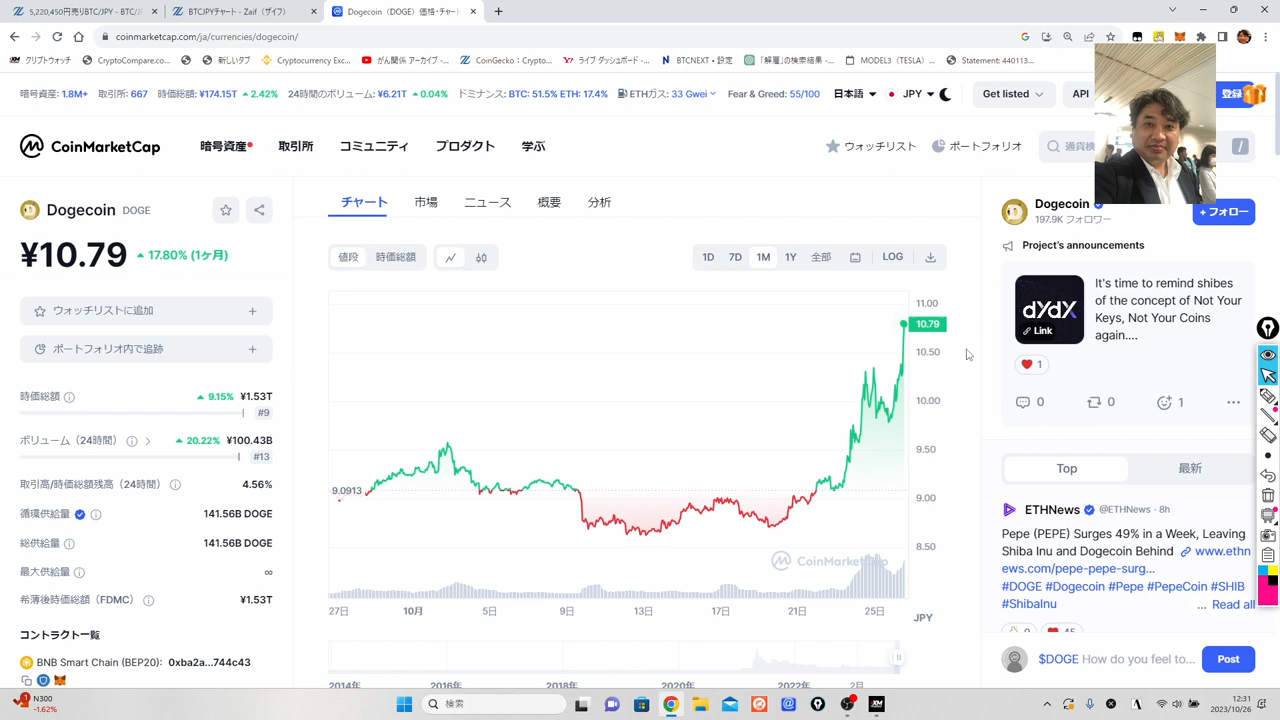 5,220,450円売りBTC/JPY - BTC/J
BTCJPYチャート - Zaif（ザイフ）
Dogecoin（DOGE）価格・チャート
coinmarketcap.com/ja/currencies/dogecoin/
クリプトウォッチ
CryptoCompare.co...
新しいタブ
Cryptocurrency Exc...
がん関係 アーカイブ -...
CoinGecko：Crypto...
ライブ ダッシュボード -...
BTCNEXT • 設定
「解雇」の検索結果 -...
MODEL3（TESLA）...
Statement: 440113...
暗号資産: 1.8M+ 取引所: 667 時価総額: ¥174.15T 2.42% 24時間のボリューム: ¥6.21T 0.04% ドミナンス: BTC: 51.5% ETH: 17.4% ETHガス: 33 Gwei Fear & Greed: 55/100
日本語 JPY Get listed API 登録
CoinMarketCap
暗号資産 取引所 コミュニティ プロダクト 学ぶ
ウォッチリスト ポートフォリオ 通貨検 /
Dogecoin DOGE
¥10.79 17.80% (1ヶ月)
ウォッチリストに追加 +
ポートフォリオ内で追跡 +
時価総額 9.15% ¥1.53T
#9
ボリューム（24時間） 20.22% ¥100.43B
#13
取引高/時価総額残高（24時間） 4.56%
循環供給量 141.56B DOGE
総供給量 141.56B DOGE
最大供給量 ∞
希薄後時価総額（FDMC） ¥1.53T
コントラクト一覧
BNB Smart Chain (BEP20): 0xba2a...744c43
チャート 市場 ニュース 概要 分析
値段 時価総額
1D 7D 1M 1Y 全部 LOG
11.00
10.79
10.50
10.00
9.50
9.0913
9.00
8.50
CoinMarketCap
27日 10月 5日 9日 13日 17日 21日 25日
JPY
2014年 2016年 2018年 2020年 2022年 2月
Dogecoin
197.9K フォロワー
+ フォロー
Project's announcements
dYdX
Link
It's time to remind shibes
of the concept of Not Your
Keys, Not Your Coins
again....
1
0 0 1
Top 最新
ETHNews @ETHNews · 8h
Pepe (PEPE) Surges 49% in a Week, Leaving
Shiba Inu and Dogecoin Behind www.ethn
ews.com/pepe-pepe-surg...
#DOGE #Dogecoin #Pepe #PepeCoin #SHIB
#ShibaInu ... Read all
$DOGE How do you feel to...
Post
N300
-1.62%
検索
12:31
2023/10/26